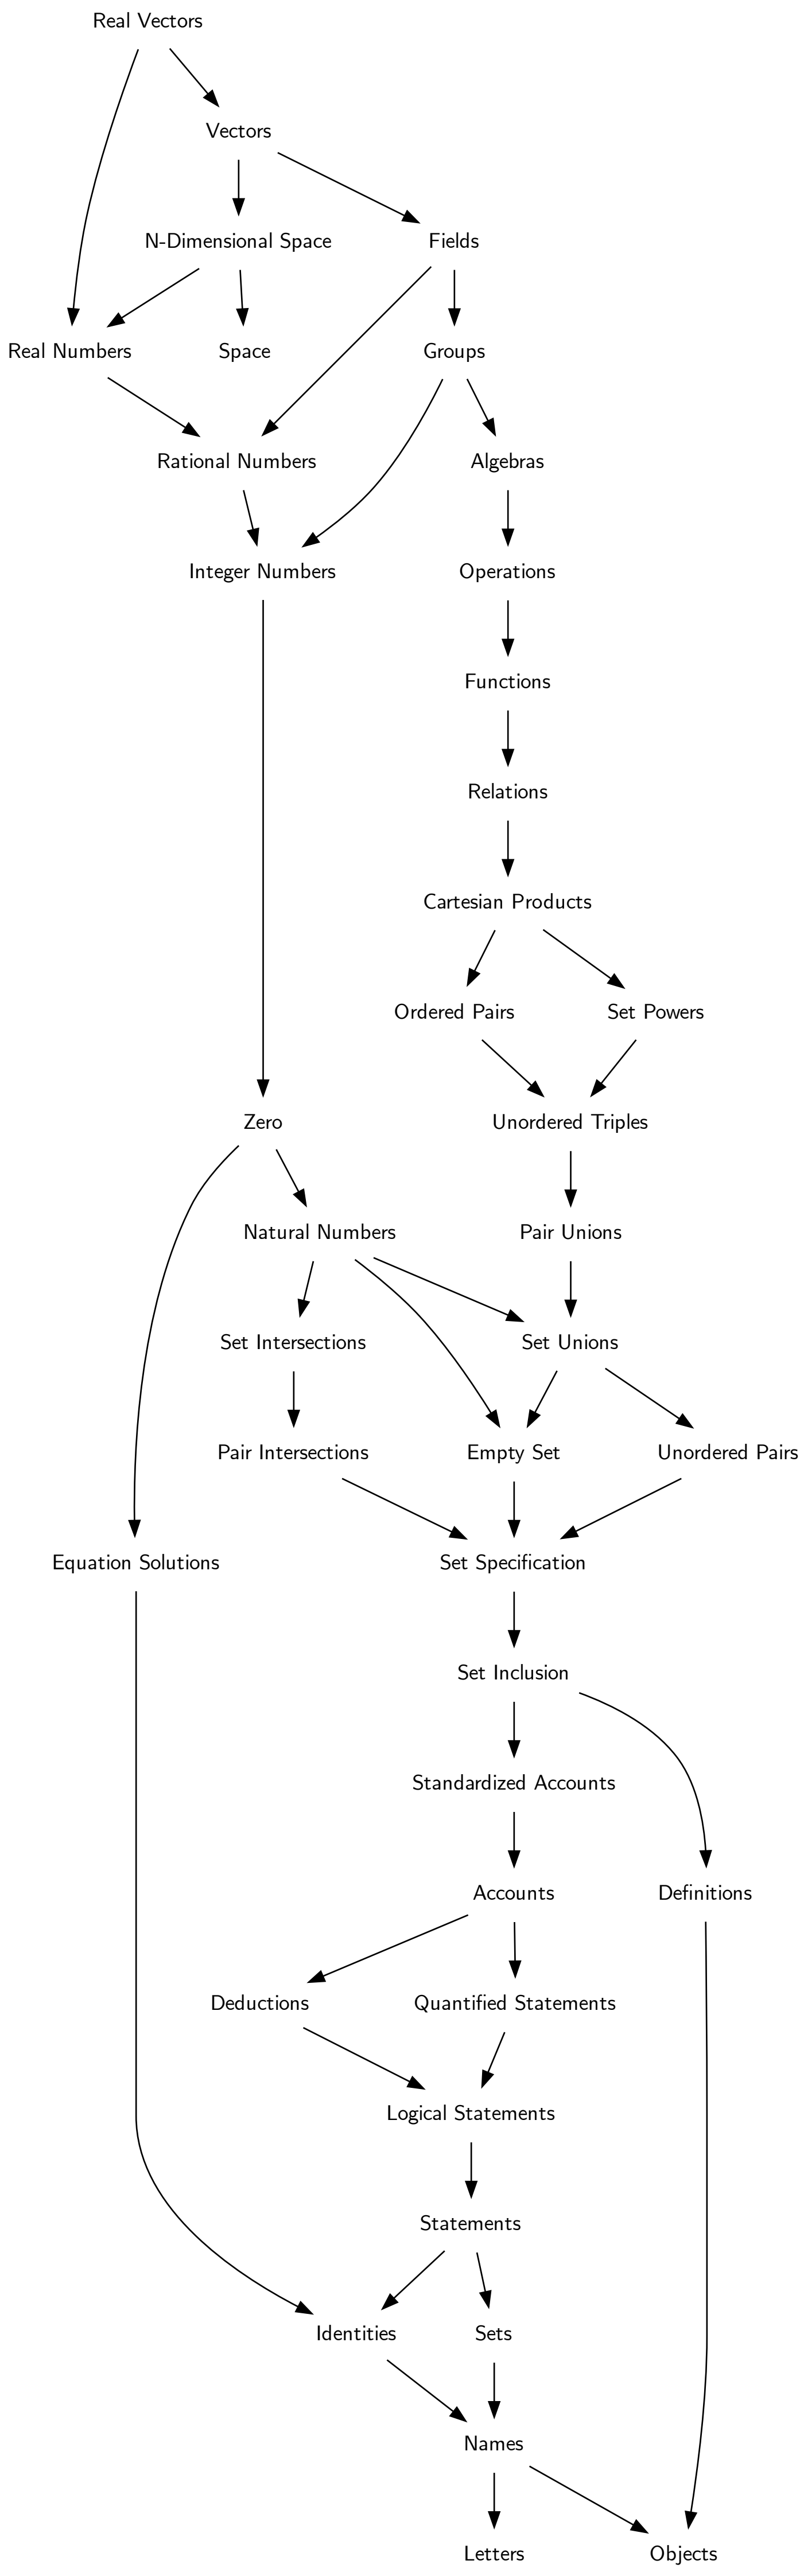 Real Vectors
Vectors
N-Dimensional Space
Fields
Real Numbers
Space
Groups
Rational Numbers
Algebras
Integer Numbers
Operations
Functions
Relations
Cartesian Products
Ordered Pairs
Set Powers
Zero
Unordered Triples
Natural Numbers
Pair Unions
Set Intersections
Set Unions
Pair Intersections
Empty Set
Unordered Pairs
Equation Solutions
Set Specification
Set Inclusion
Standardized Accounts
Accounts
Definitions
Deductions
Quantified Statements
Logical Statements
Statements
Identities
Sets
Names
Letters
Objects